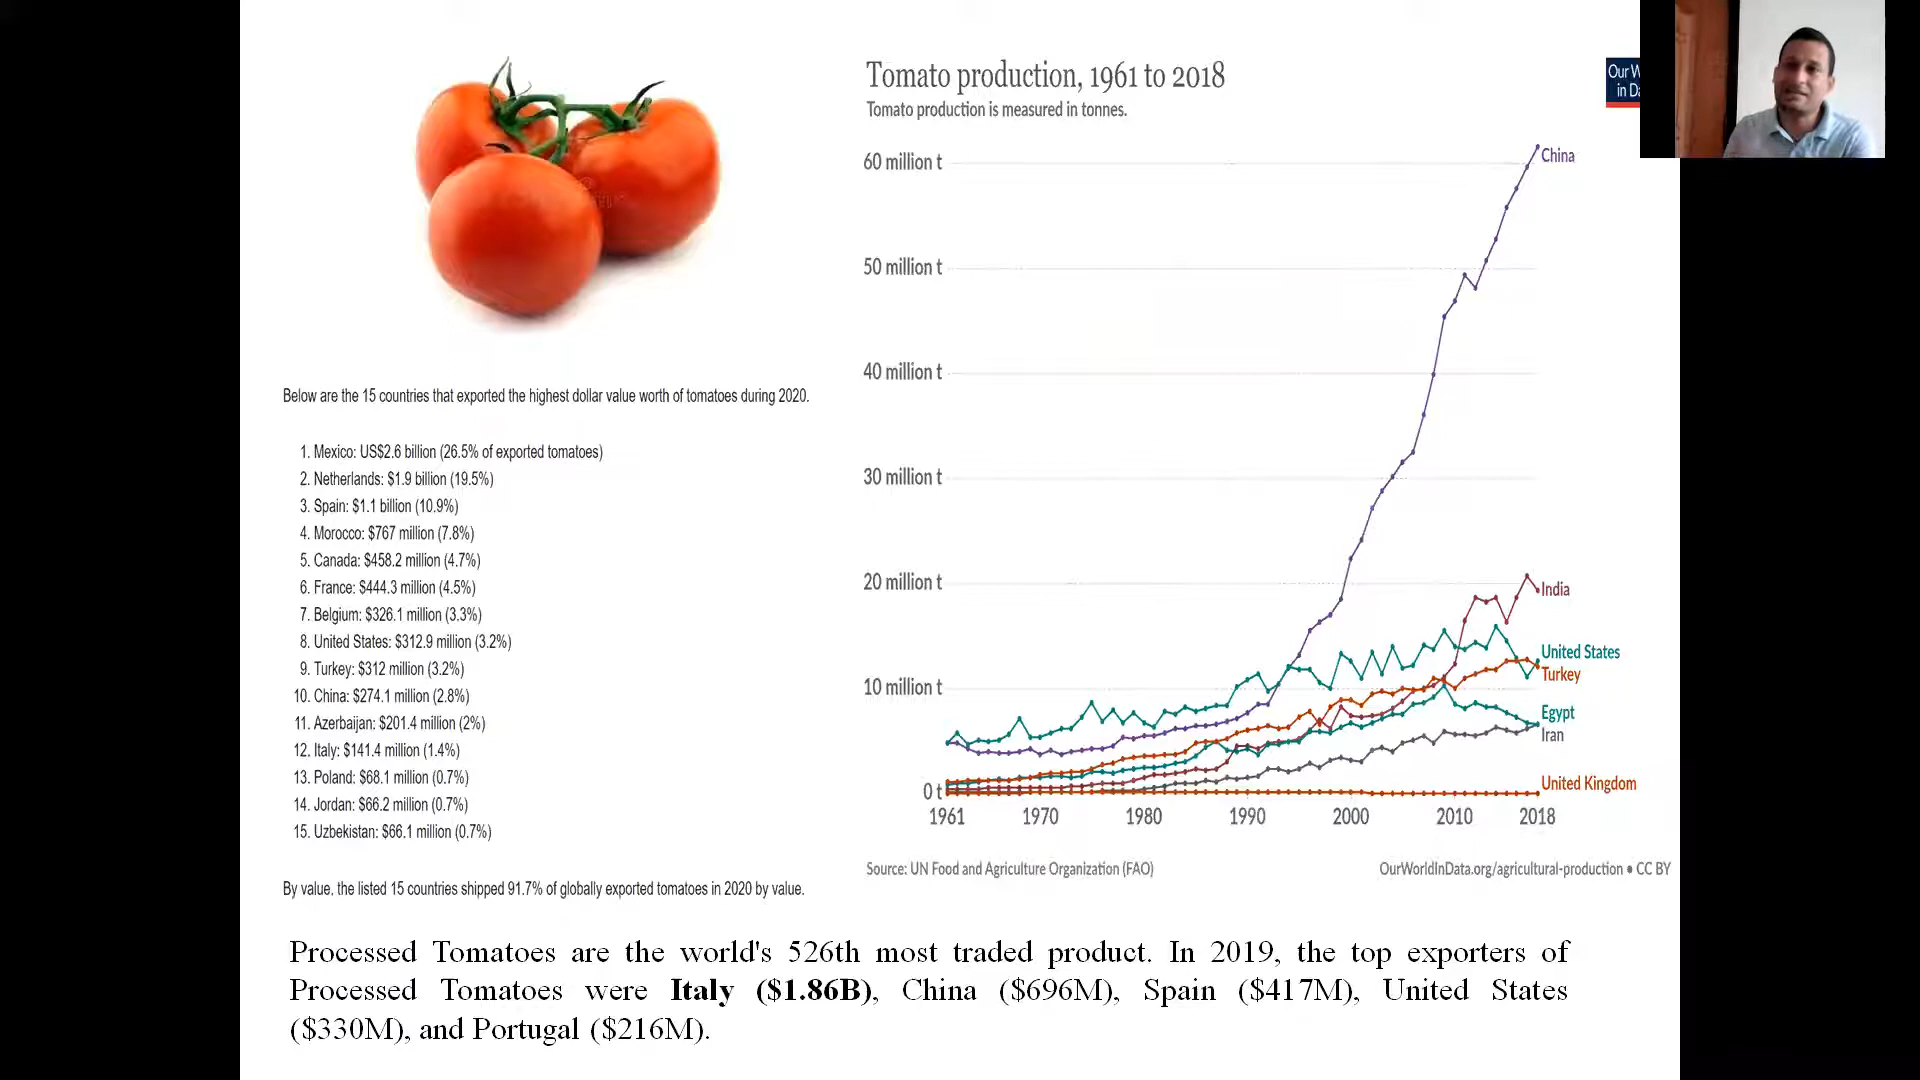 Tomato production, 1961 to 2018
Tomato production is measured in tonnes.
Our W
in Da
60 million t
50 million t
40 million t
30 million t
20 million t
10 million t
0 t
China
India
United States
Turkey
Egypt
Iran
United Kingdom
1961 1970 1980 1990 2000 2010 2018
Source: UN Food and Agriculture Organization (FAO)
OurWorldInData.org/agricultural-production • CC BY
Below are the 15 countries that exported the highest dollar value worth of tomatoes during 2020.
1. Mexico: US$2.6 billion (26.5% of exported tomatoes)
2. Netherlands: $1.9 billion (19.5%)
3. Spain: $1.1 billion (10.9%)
4. Morocco: $767 million (7.8%)
5. Canada: $458.2 million (4.7%)
6. France: $444.3 million (4.5%)
7. Belgium: $326.1 million (3.3%)
8. United States: $312.9 million (3.2%)
9. Turkey: $312 million (3.2%)
10. China: $274.1 million (2.8%)
11. Azerbaijan: $201.4 million (2%)
12. Italy: $141.4 million (1.4%)
13. Poland: $68.1 million (0.7%)
14. Jordan: $66.2 million (0.7%)
15. Uzbekistan: $66.1 million (0.7%)
By value, the listed 15 countries shipped 91.7% of globally exported tomatoes in 2020 by value.
Processed Tomatoes are the world's 526th most traded product. In 2019, the top exporters of
Processed Tomatoes were Italy ($1.86B), China ($696M), Spain ($417M), United States
($330M), and Portugal ($216M).